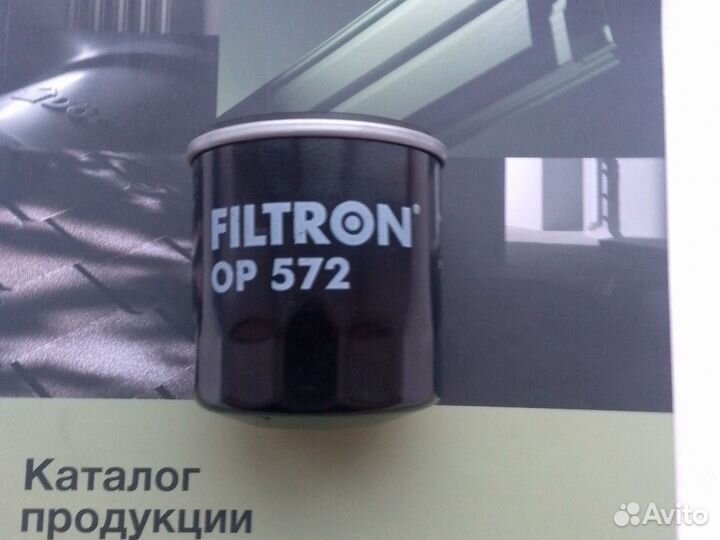 FILTRON®
OP 572
Каталог
продукции
Avito